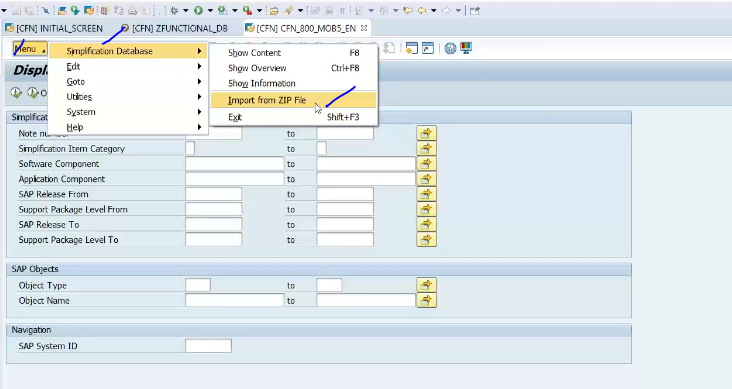 [CFN] INITIAL_SCREEN [CFN] ZFUNCTIONAL_DB [CFN] CFN_800_MOB5_EN
Menu
Simplification Database
Edit
Goto
Utilities
System
Help
Show Content F8
Show Overview Ctrl+F8
Show Information
Import from ZIP File
Exit Shift+F3
Note number to
Simplification Item Category to
Software Component to
Application Component to
SAP Release From to
Support Package Level From to
SAP Release To to
Support Package Level To to
SAP Objects
Object Type to
Object Name to
Navigation
SAP System ID